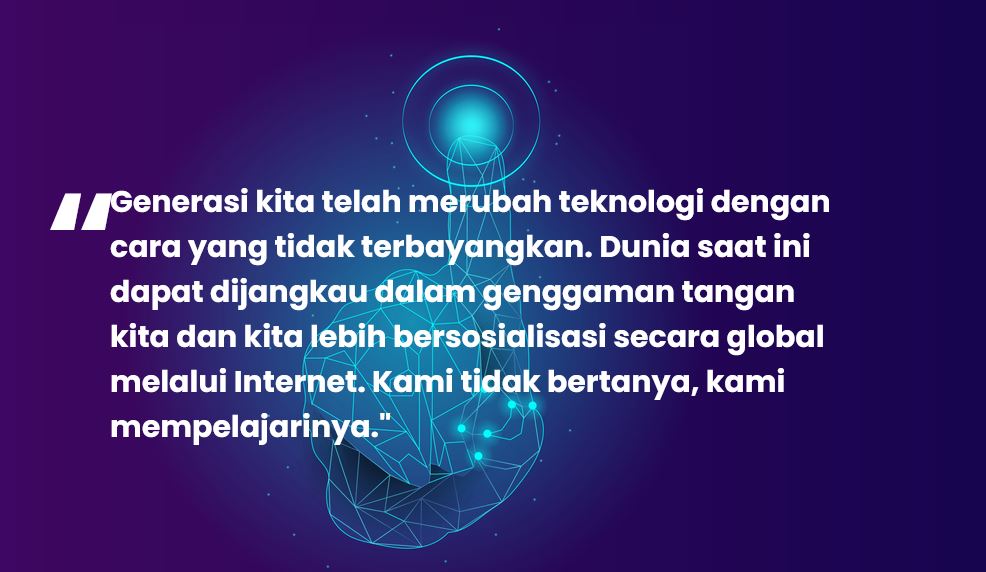 "Generasi kita telah merubah teknologi dengan
cara yang tidak terbayangkan. Dunia saat ini
dapat dijangkau dalam genggaman tangan
kita dan kita lebih bersosialisasi secara global
melalui Internet. Kami tidak bertanya, kami
mempelajarinya."